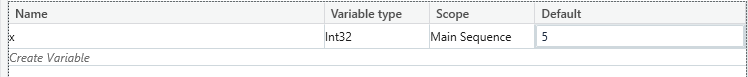 Name Variable type Scope Default
x Int32 Main Sequence 5
Create Variable